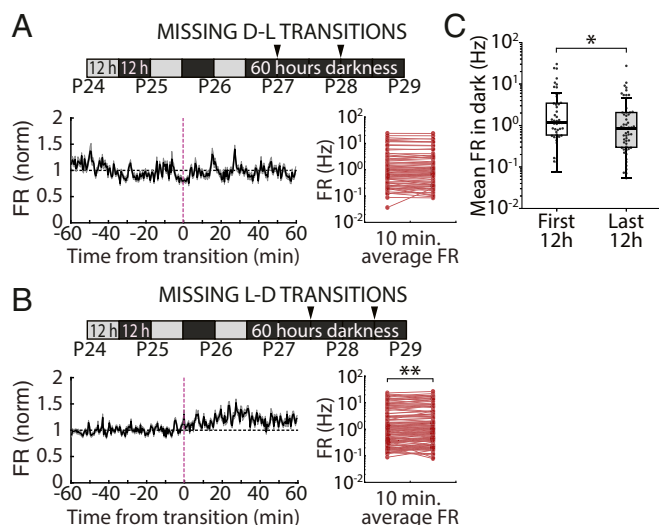 A
MISSING D-L TRANSITIONS
12 h 12 h 60 hours darkness
P24 P25 P26 P27 P28 P29
FR (norm)
2
1.5
1
0.5
-60 -40 -20 0 20 40 60
Time from transition (min)
FR (Hz)
10²
10¹
10⁰
10⁻¹
10⁻²
10 min.
average FR
B
MISSING L-D TRANSITIONS
12 h 12 h 60 hours darkness
P24 P25 P26 P27 P28 P29
FR (norm)
2
1.5
1
0.5
0
-60 -40 -20 0 20 40 60
Time from transition (min)
**
FR (Hz)
10²
10¹
10⁰
10⁻¹
10⁻²
10 min.
average FR
C
*
Mean FR in dark (Hz)
10²
10¹
10⁰
10⁻¹
10⁻²
First Last
12h 12h